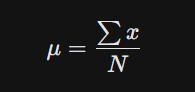 μ = ∑ x / N